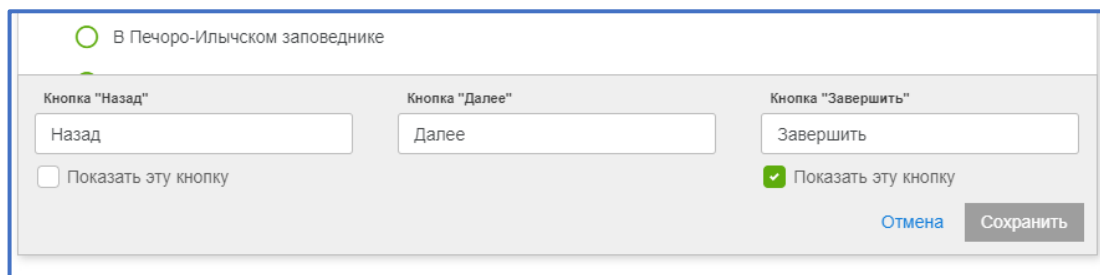 В Печоро-Илычском заповеднике
Кнопка "Назад" Кнопка "Далее" Кнопка "Завершить"
Назад Далее Завершить
Показать эту кнопку Показать эту кнопку
Отмена Сохранить